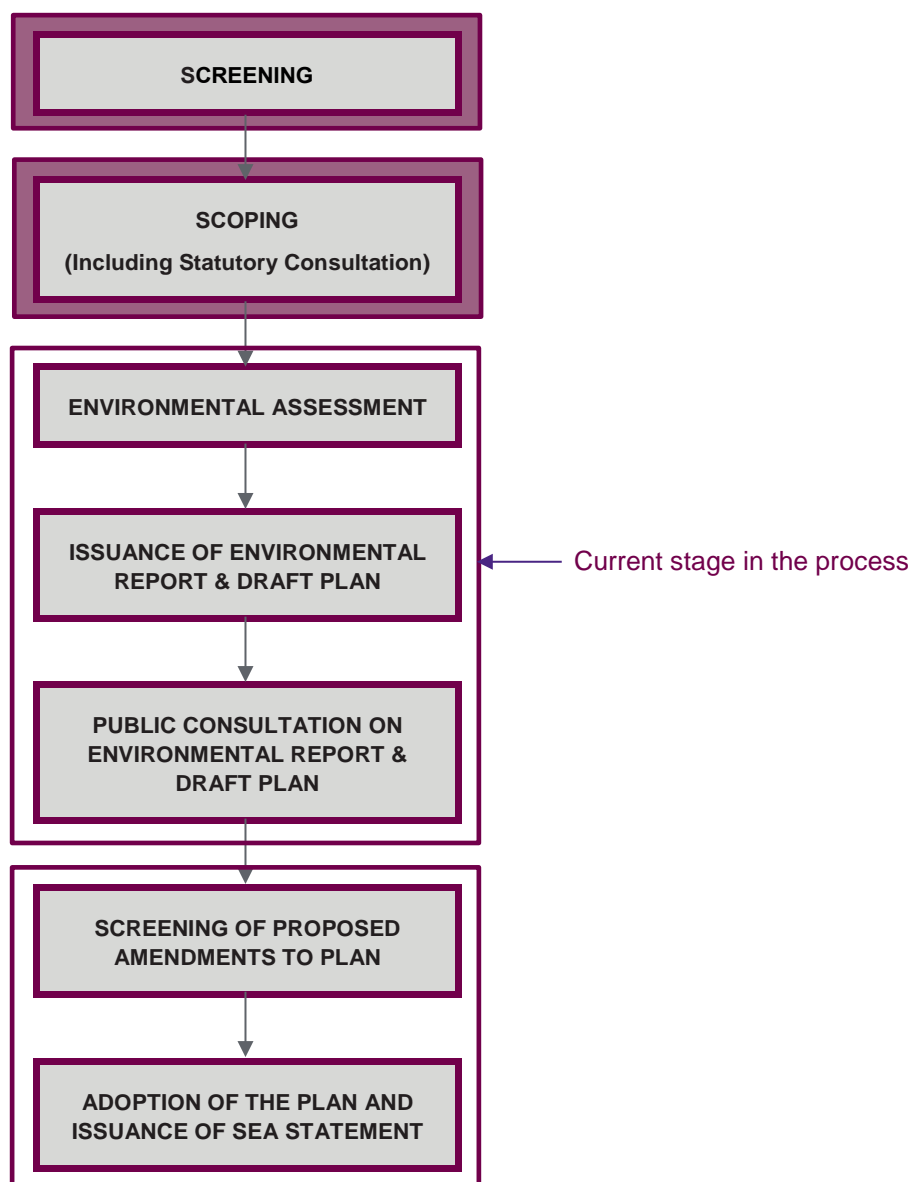 SCREENING
SCOPING
(Including Statutory Consultation)
ENVIRONMENTAL ASSESSMENT
ISSUANCE OF ENVIRONMENTAL
REPORT & DRAFT PLAN
Current stage in the process
PUBLIC CONSULTATION ON
ENVIRONMENTAL REPORT &
DRAFT PLAN
SCREENING OF PROPOSED
AMENDMENTS TO PLAN
ADOPTION OF THE PLAN AND
ISSUANCE OF SEA STATEMENT